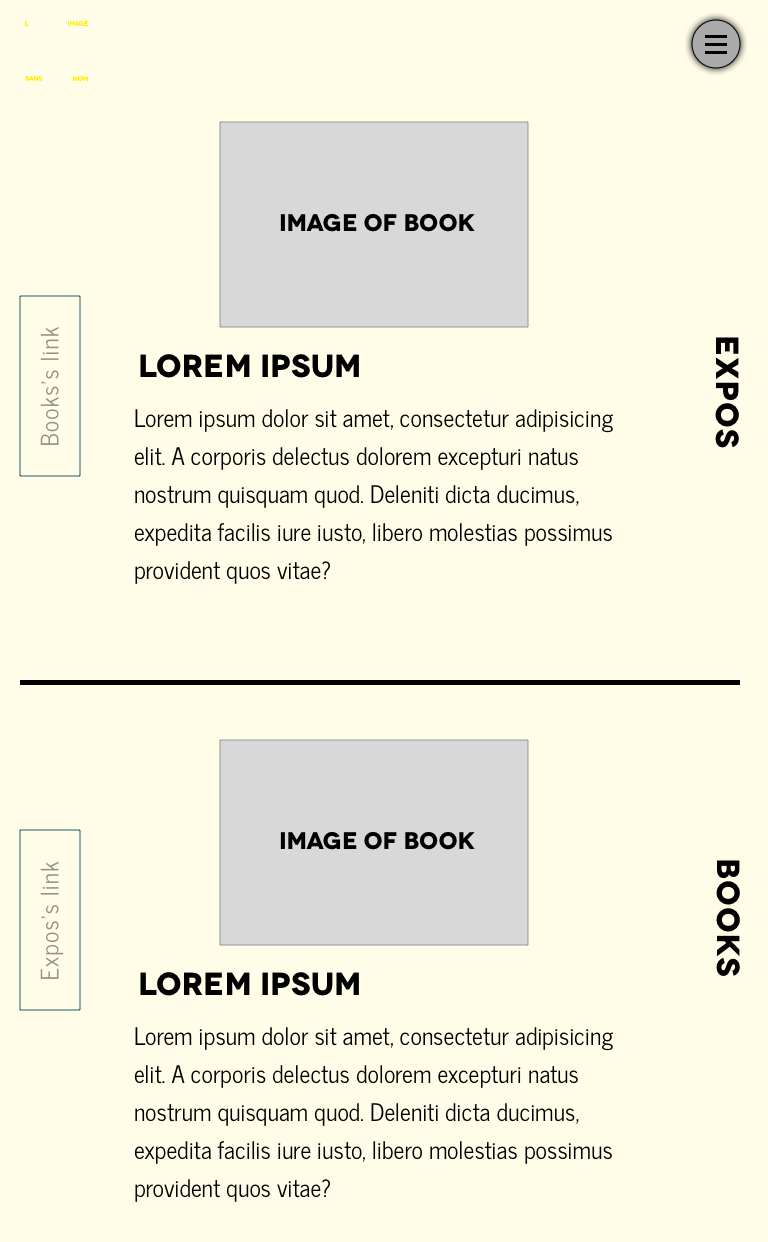 L' IMAGE
SANS NOM
IMAGE OF BOOK
LOREM IPSUM
Lorem ipsum dolor sit amet, consectetur adipisicing
elit. A corporis delectus dolorem excepturi natus
nostrum quisquam quod. Deleniti dicta ducimus,
expedita facilis iure iusto, libero molestias possimus
provident quos vitae?
Books's link
EXPOS
IMAGE OF BOOK
LOREM IPSUM
Lorem ipsum dolor sit amet, consectetur adipisicing
elit. A corporis delectus dolorem excepturi natus
nostrum quisquam quod. Deleniti dicta ducimus,
expedita facilis iure iusto, libero molestias possimus
provident quos vitae?
Expos's link
BOOKS